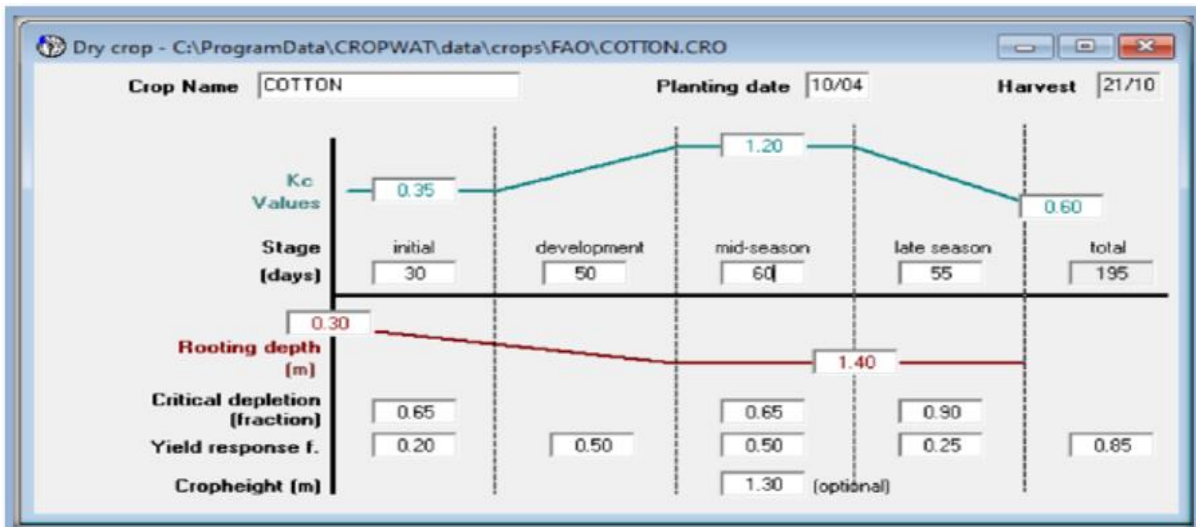 Dry crop - C:\ProgramData\CROPWAT\data\crops\FAO\COTTON.CRO
Crop Name COTTON Planting date 10/04 Harvest 21/10
1.20
Kc 0.35
Values 0.60
Stage initial development mid-season late season total
(days) 30 50 60 55 195
0.30
Rooting depth 1.40
(m)
Critical depletion
(fraction) 0.65 0.65 0.90
Yield response f. 0.20 0.50 0.50 0.25 0.85
Cropheight (m) 1.30 (optional)